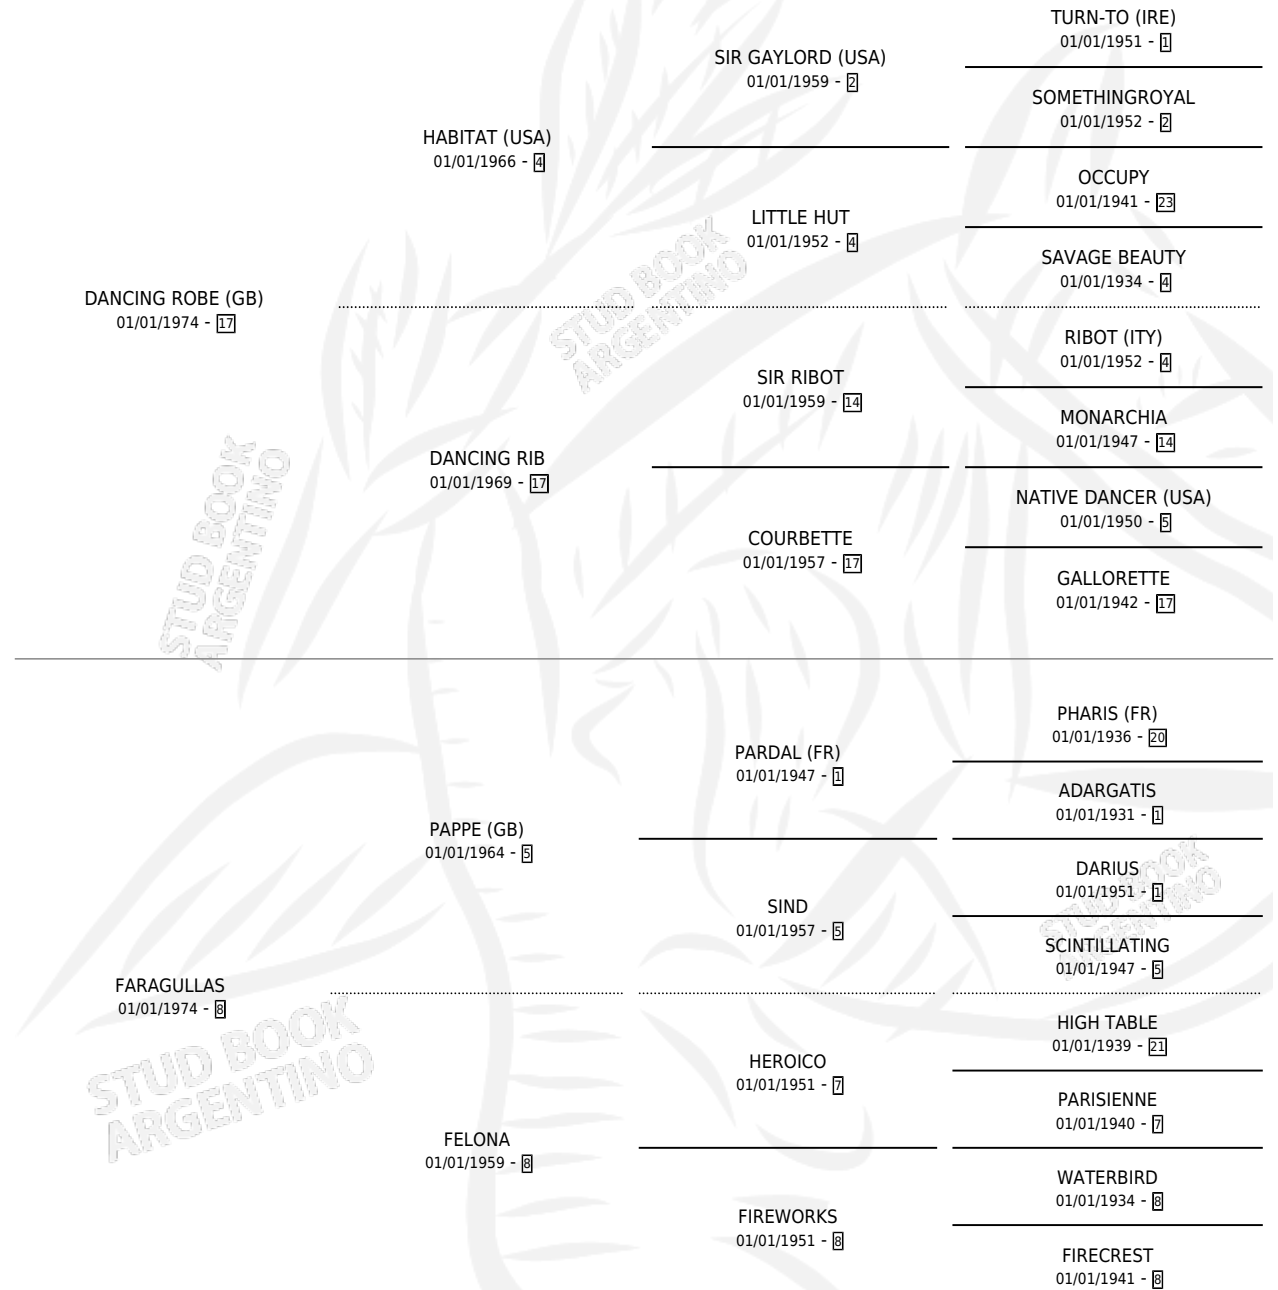 TURN-TO (IRE)
01/01/1951 - 1
SIR GAYLORD (USA)
01/01/1959 - 2
SOMETHINGROYAL
01/01/1952 - 2
HABITAT (USA)
01/01/1966 - 4
OCCUPY
01/01/1941 - 23
LITTLE HUT
01/01/1952 - 4
SAVAGE BEAUTY
01/01/1934 - 4
DANCING ROBE (GB)
01/01/1974 - 17
RIBOT (ITY)
01/01/1952 - 4
SIR RIBOT
01/01/1959 - 14
MONARCHIA
01/01/1947 - 14
DANCING RIB
01/01/1969 - 17
NATIVE DANCER (USA)
01/01/1950 - 5
COURBETTE
01/01/1957 - 17
GALLORETTE
01/01/1942 - 17
PHARIS (FR)
01/01/1936 - 20
PARDAL (FR)
01/01/1947 - 1
ADARGATIS
01/01/1931 - 1
PAPPE (GB)
01/01/1964 - 5
DARIUS
01/01/1951 - 1
SIND
01/01/1957 - 5
SCINTILLATING
01/01/1947 - 5
FARAGULLAS
01/01/1974 - 8
HIGH TABLE
01/01/1939 - 21
HEROICO
01/01/1951 - 7
PARISIENNE
01/01/1940 - 7
FELONA
01/01/1959 - 8
WATERBIRD
01/01/1934 - 8
FIREWORKS
01/01/1951 - 8
FIRECREST
01/01/1941 - 8
STUD BOOK
ARGENTINO
STUD BOOK
ARGENTINO
STUD BOOK
ARGENTINO
STUD BOOK
ARGENTINO